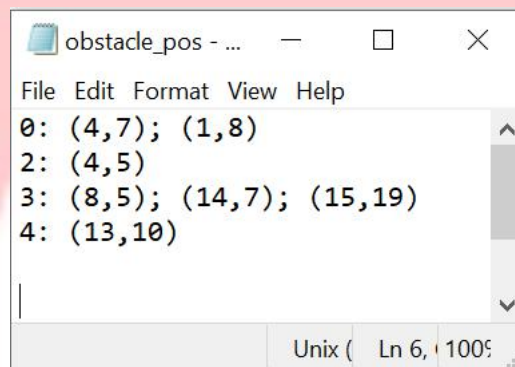 obstacle_pos - ...
File Edit Format View Help
0: (4,7); (1,8)
2: (4,5)
3: (8,5); (14,7); (15,19)
4: (13,10)
Unix ( Ln 6, 100%